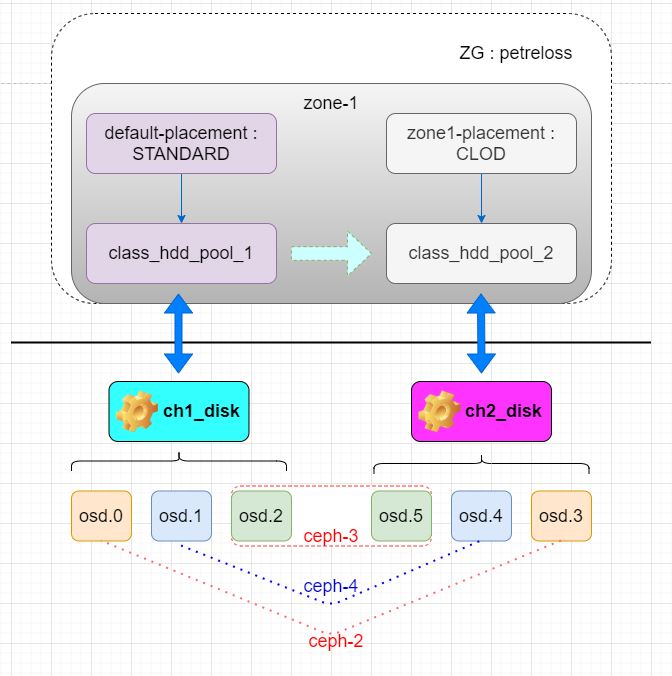 ZG : petreloss
zone-1
default-placement :
STANDARD
zone1-placement :
CLOD
class_hdd_pool_1
class_hdd_pool_2
ch1_disk
ch2_disk
osd.0
osd.1
osd.2
osd.5
osd.4
osd.3
ceph-3
ceph-4
ceph-2